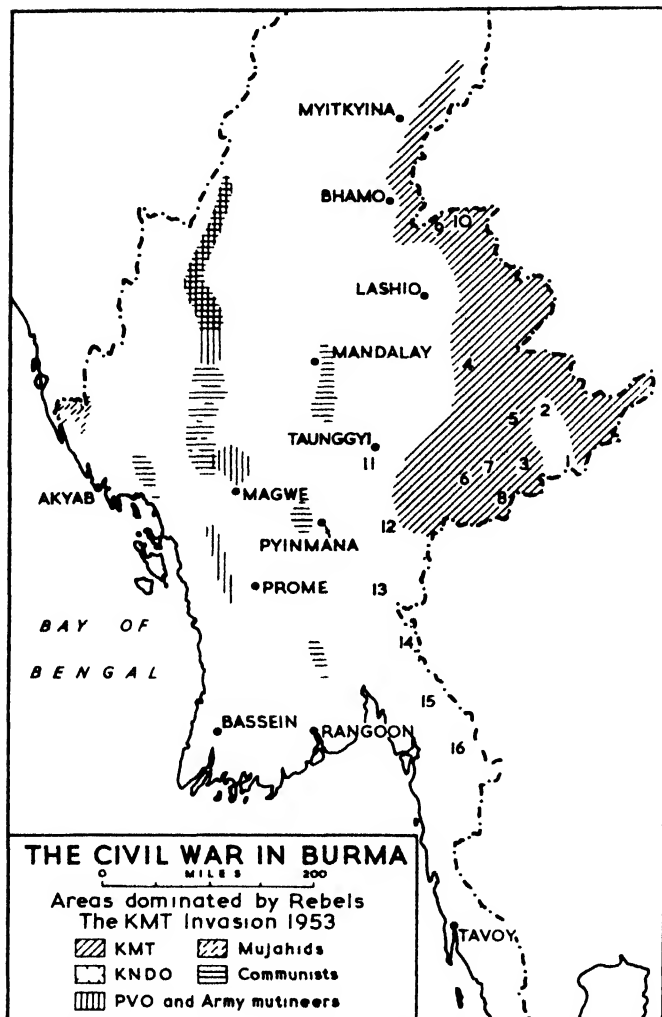 MYITKYINA
BHAMO
9 10
LASHIO
MANDALAY
4
2
5
TAUNGGYI
11
1
3
7
6
AKYAB
MAGWE
8
12
PYINMANA
PROME
13
BAY OF
BENGAL
14
15
BASSEIN
RANGOON
16
THE CIVIL WAR IN BURMA
0 MILES 200
Areas dominated by Rebels
The KMT Invasion 1953
KMT Mujahids
KNDO Communists
PVO and Army mutineers
TAVOY